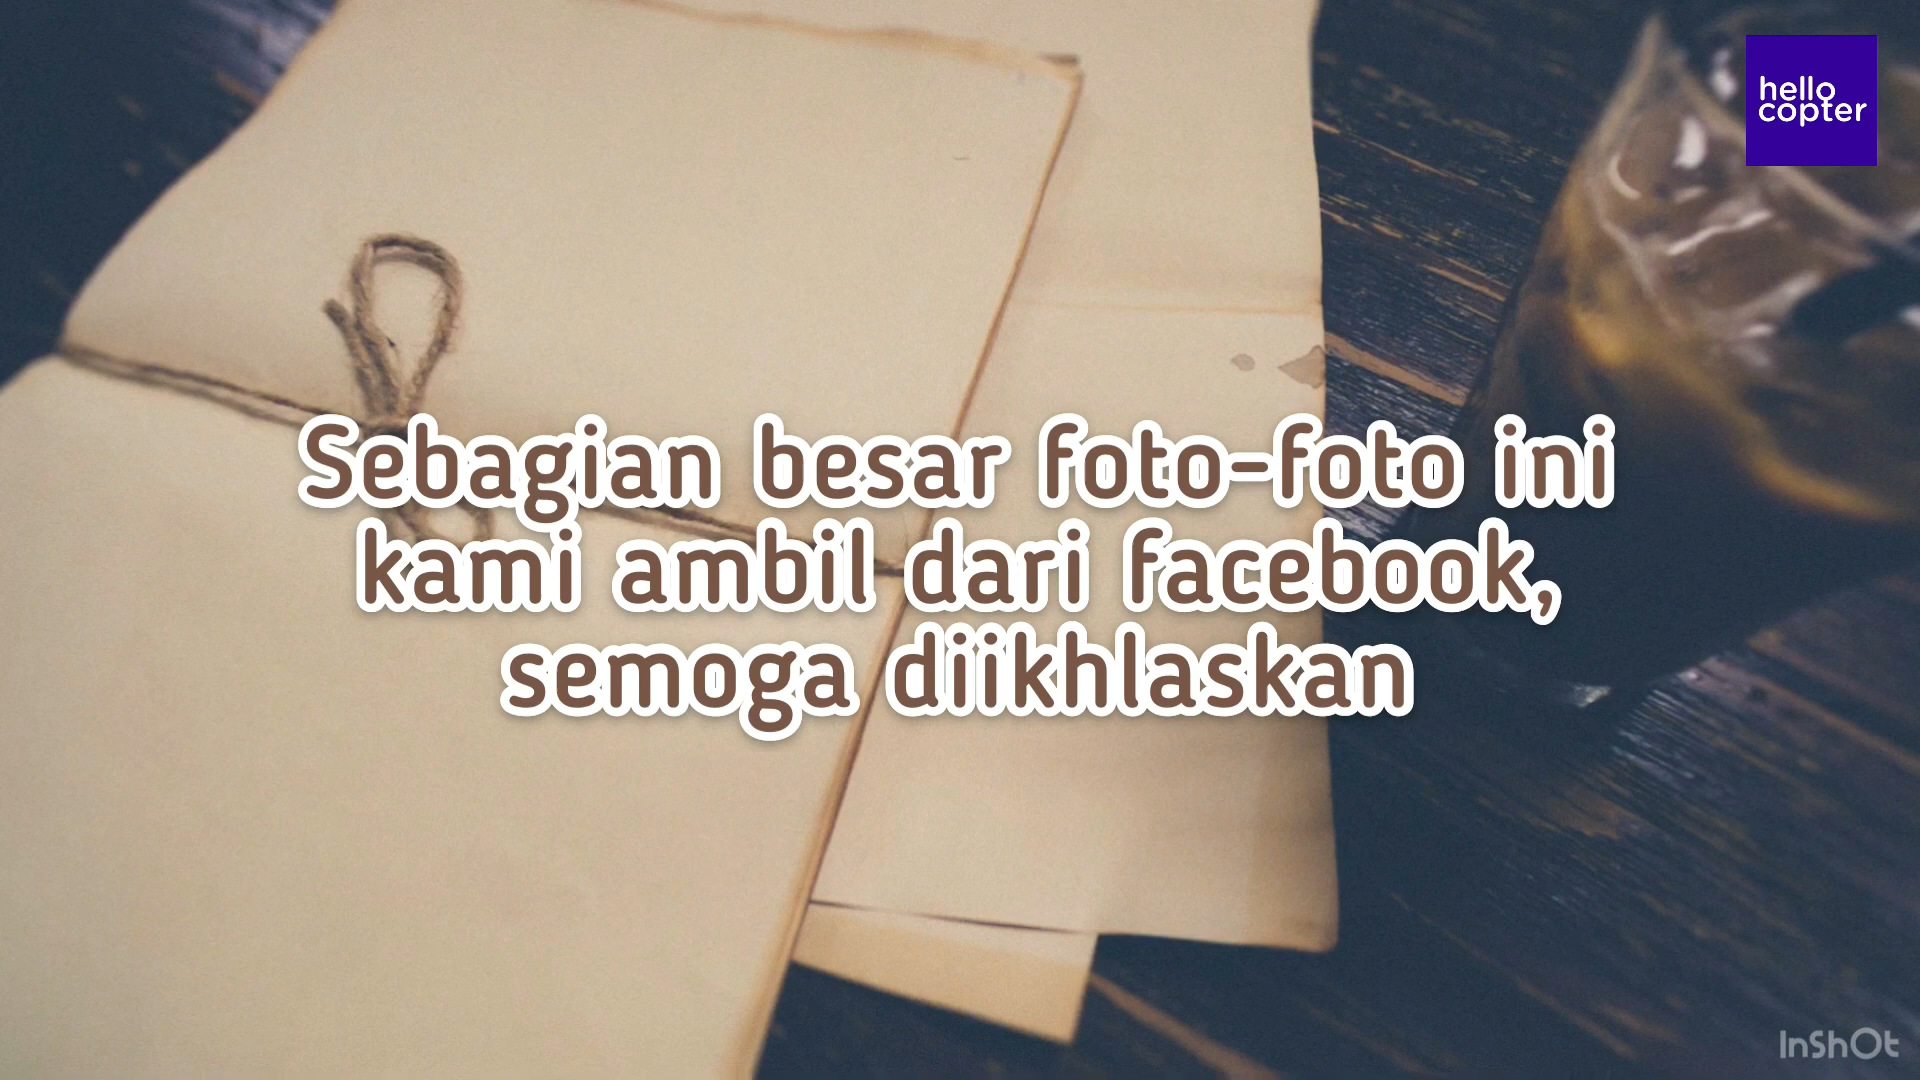 hello
copter
Sebagian besar foto-foto ini
kami ambil dari facebook,
semoga diikhlaskan
InShOt